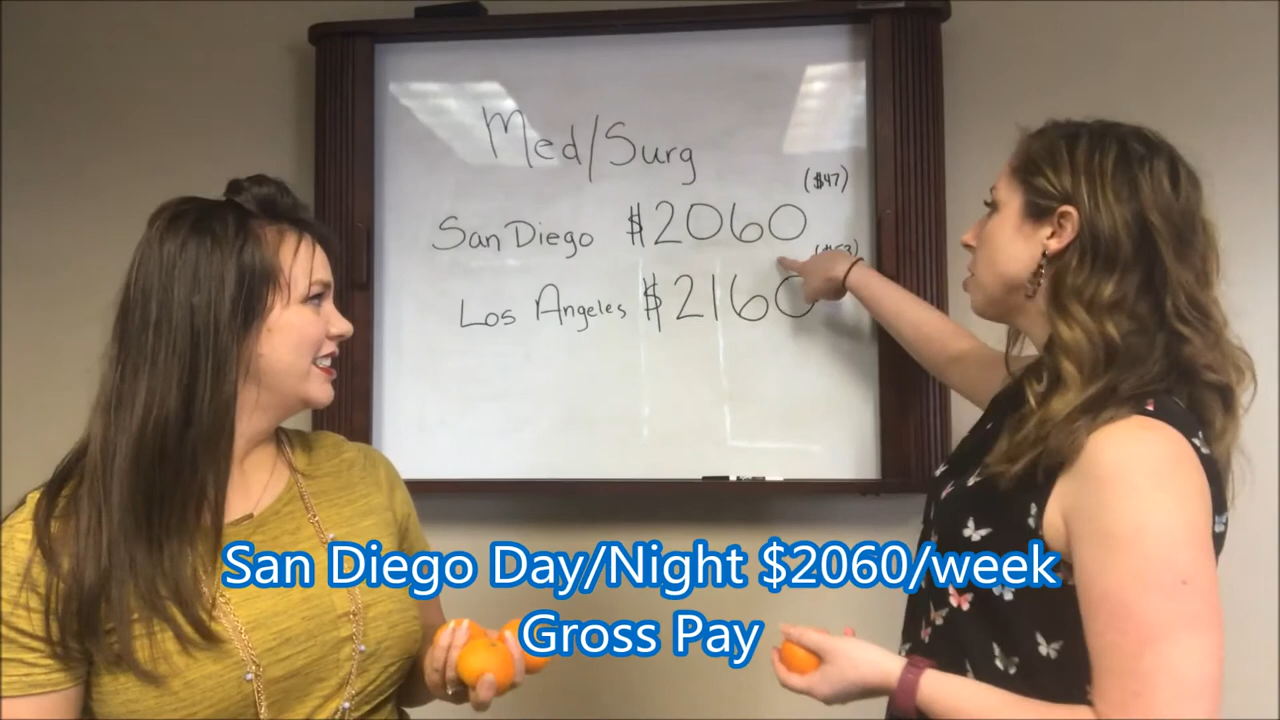 Med/Surg
($47)
San Diego $2060
Los Angeles $2160
San Diego Day/Night $2060/week
Gross Pay